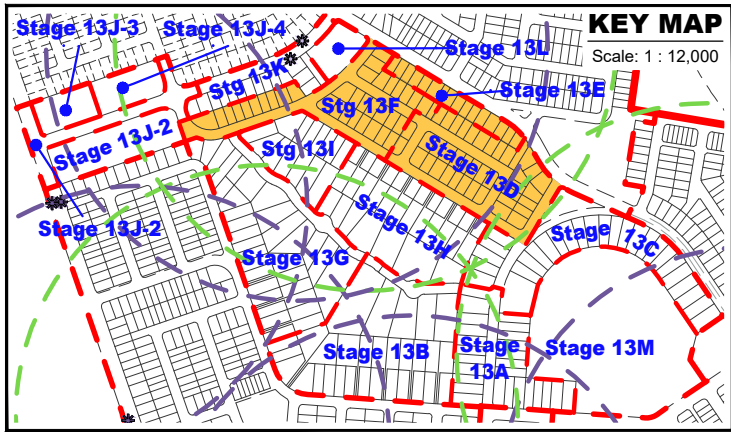 KEY MAP
Scale: 1 : 12,000
Stage 13J-3
Stage 13J-4
Stage 13L
Stg 13K
Stage 13E
Stg 13F
Stage 13J-2
Stg 13I
Stage 13D
Stage 13J-2
Stage 13H
Stage 13C
Stage 13G
Stage 13B
Stage
13A
Stage 13M